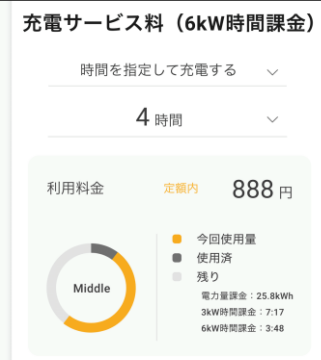 充電サービス料（6kW時間課金）
時間を指定して充電する
4 時間
利用料金 定額内 888 円
今回使用量
使用済
残り
Middle
電力量課金：25.8kWh
3kW時間課金：7:17
6kW時間課金：3:48